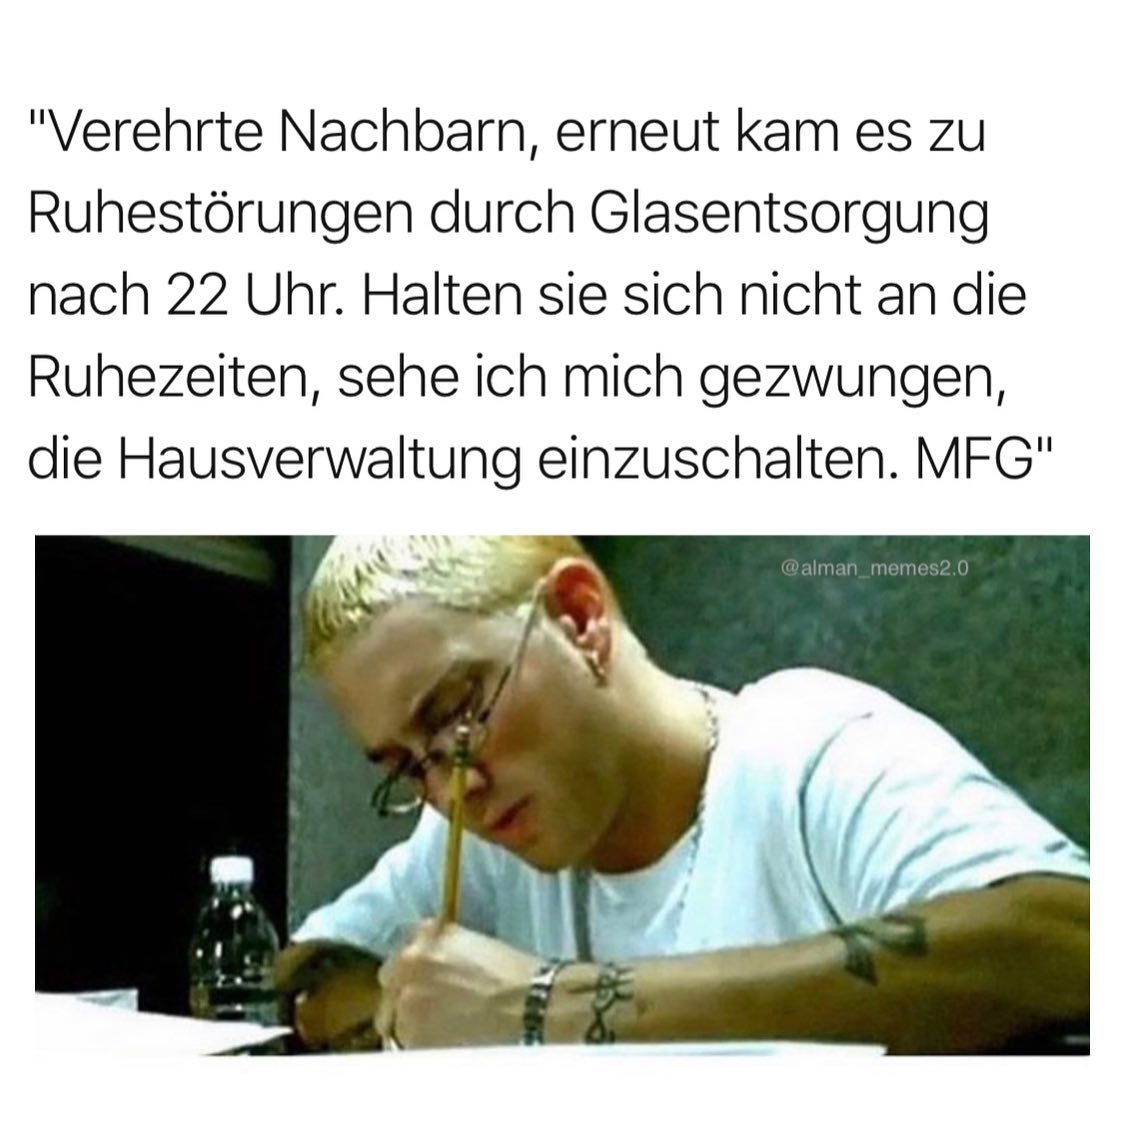 "Verehrte Nachbarn, erneut kam es zu
Ruhestörungen durch Glasentsorgung
nach 22 Uhr. Halten sie sich nicht an die
Ruhezeiten, sehe ich mich gezwungen,
die Hausverwaltung einzuschalten. MFG"
@alman_memes2.0